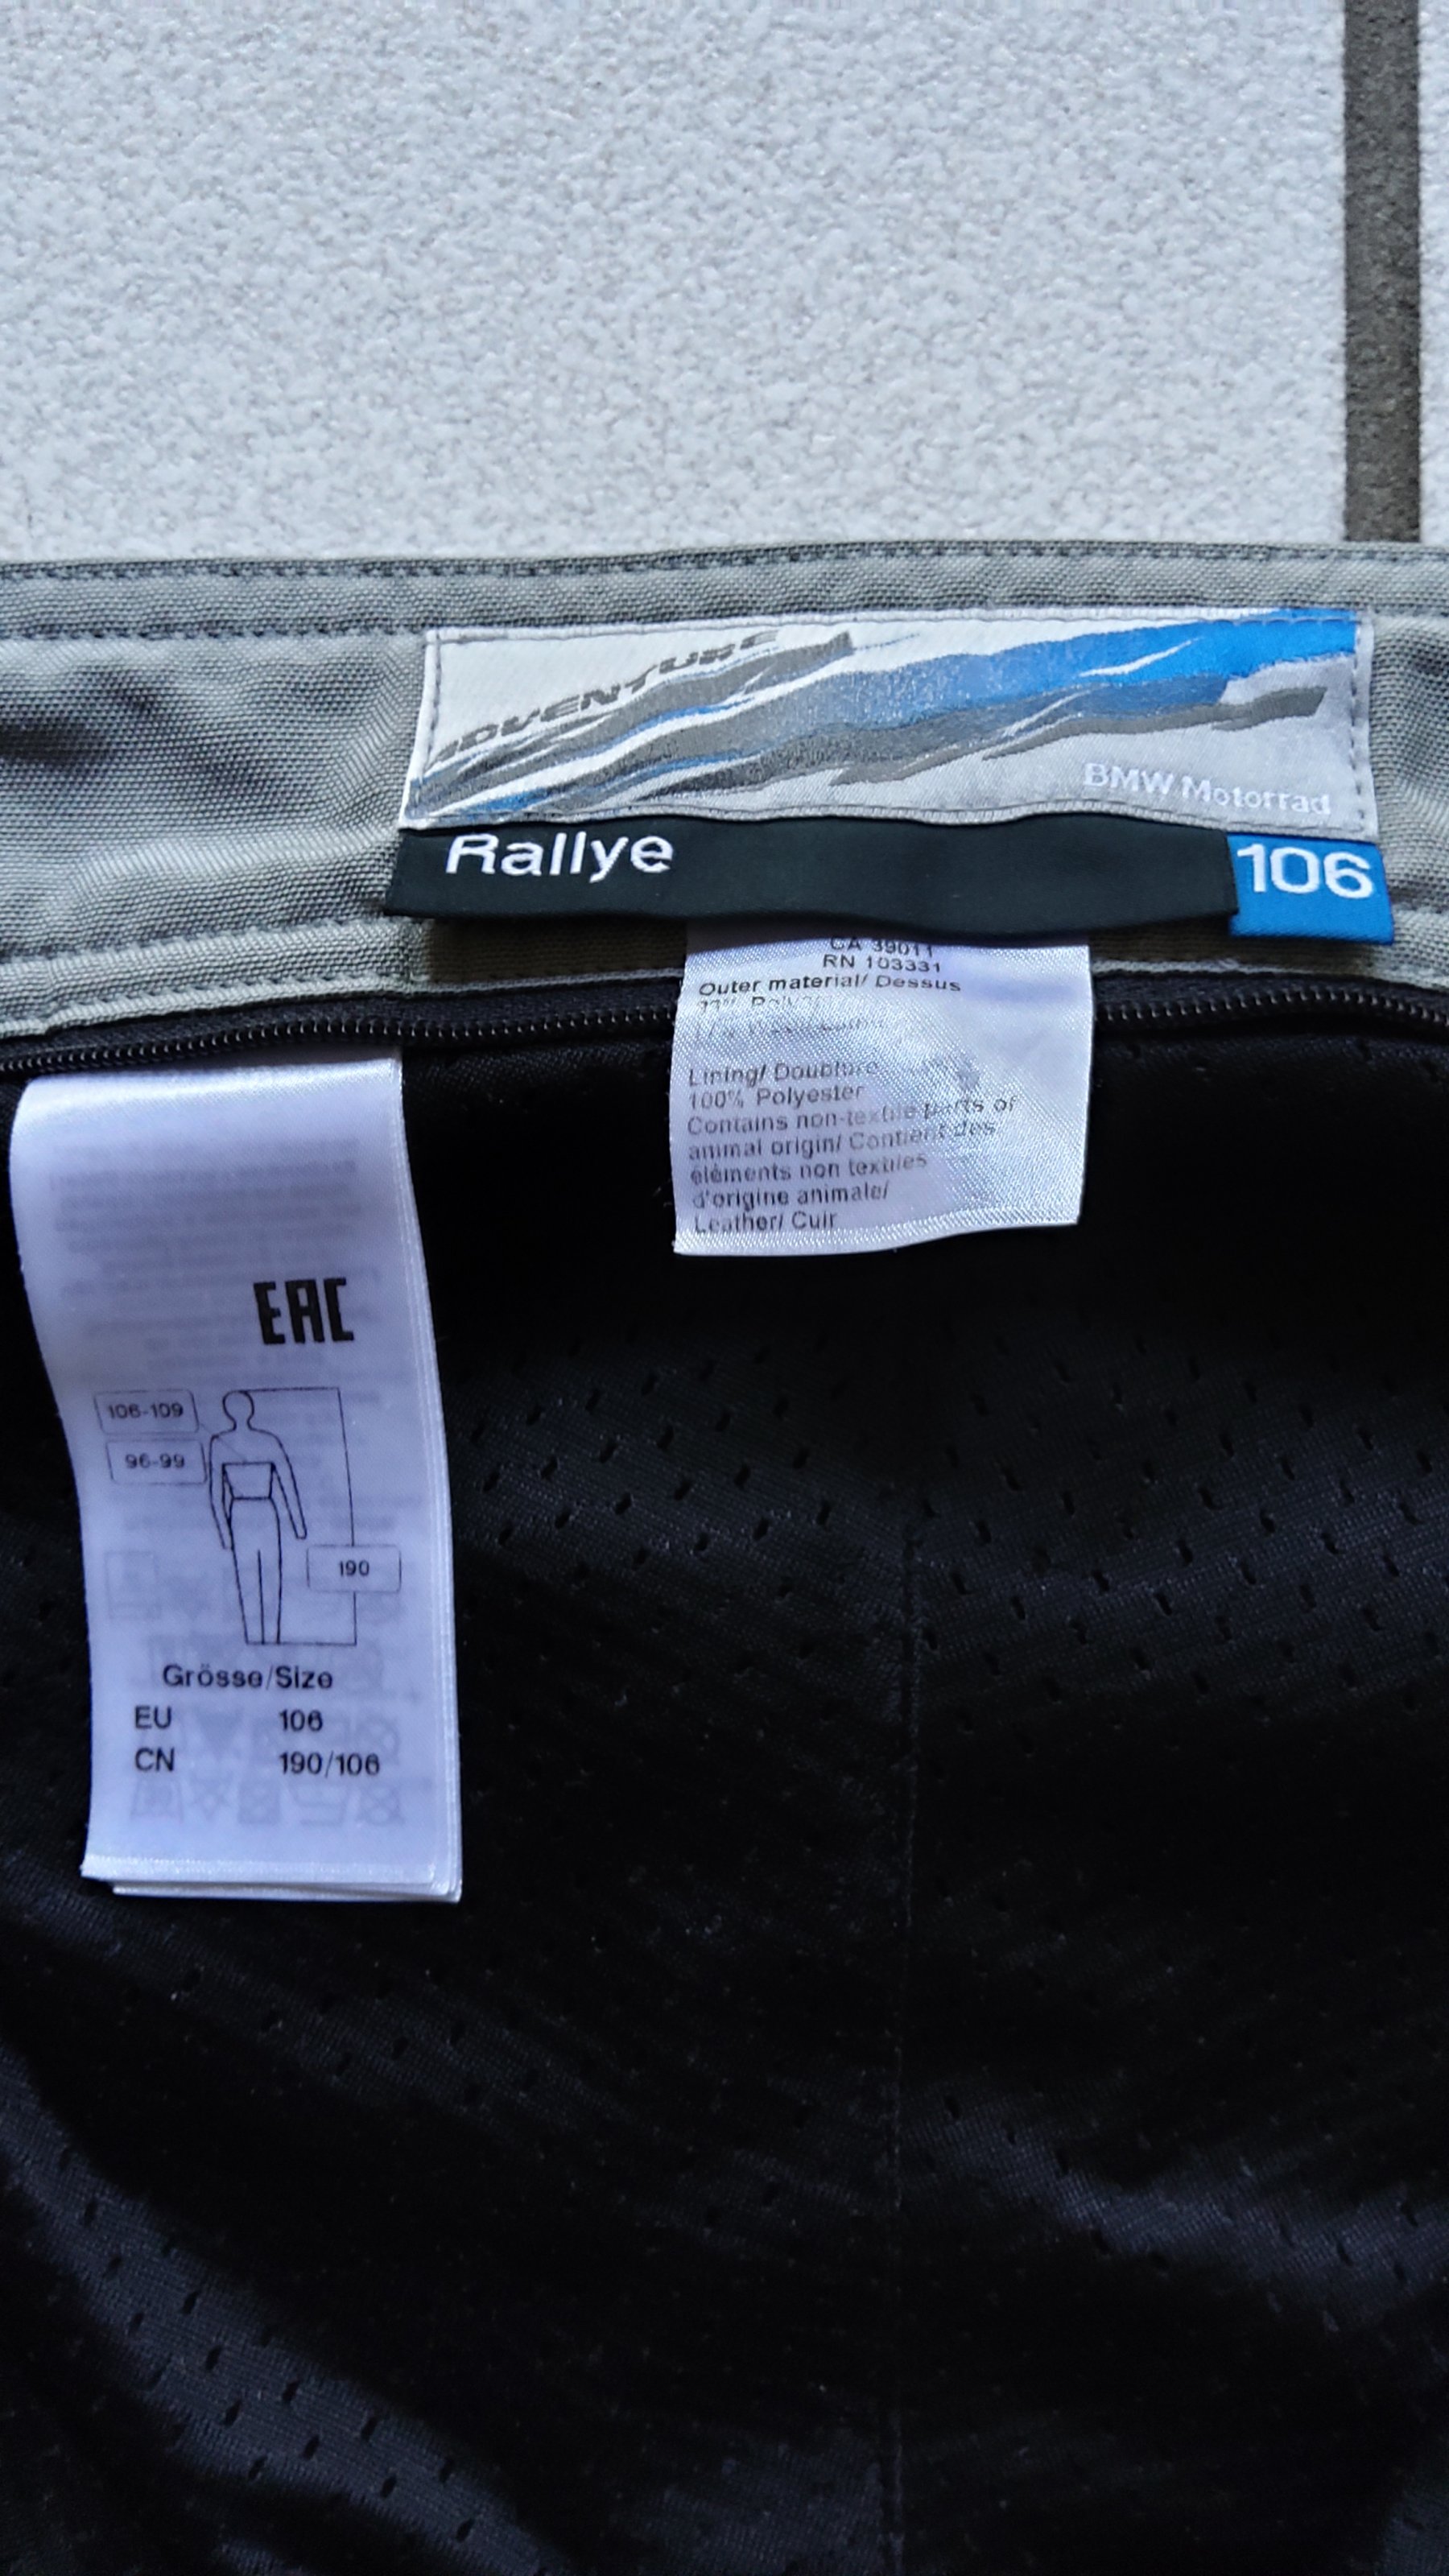 ADVENTURE
BMW Motorrad
Rallye
106
CA 39011
RN 103331
Outer material/ Dessus
Lining/ Doublure
100% Polyester
Contains non-textile parts of
animal origin/ Contient des
éléments non textiles
d'origine animale/
Leather/ Cuir
EAC
106-109
96-99
190
Grösse/Size
EU 106
CN 190/106